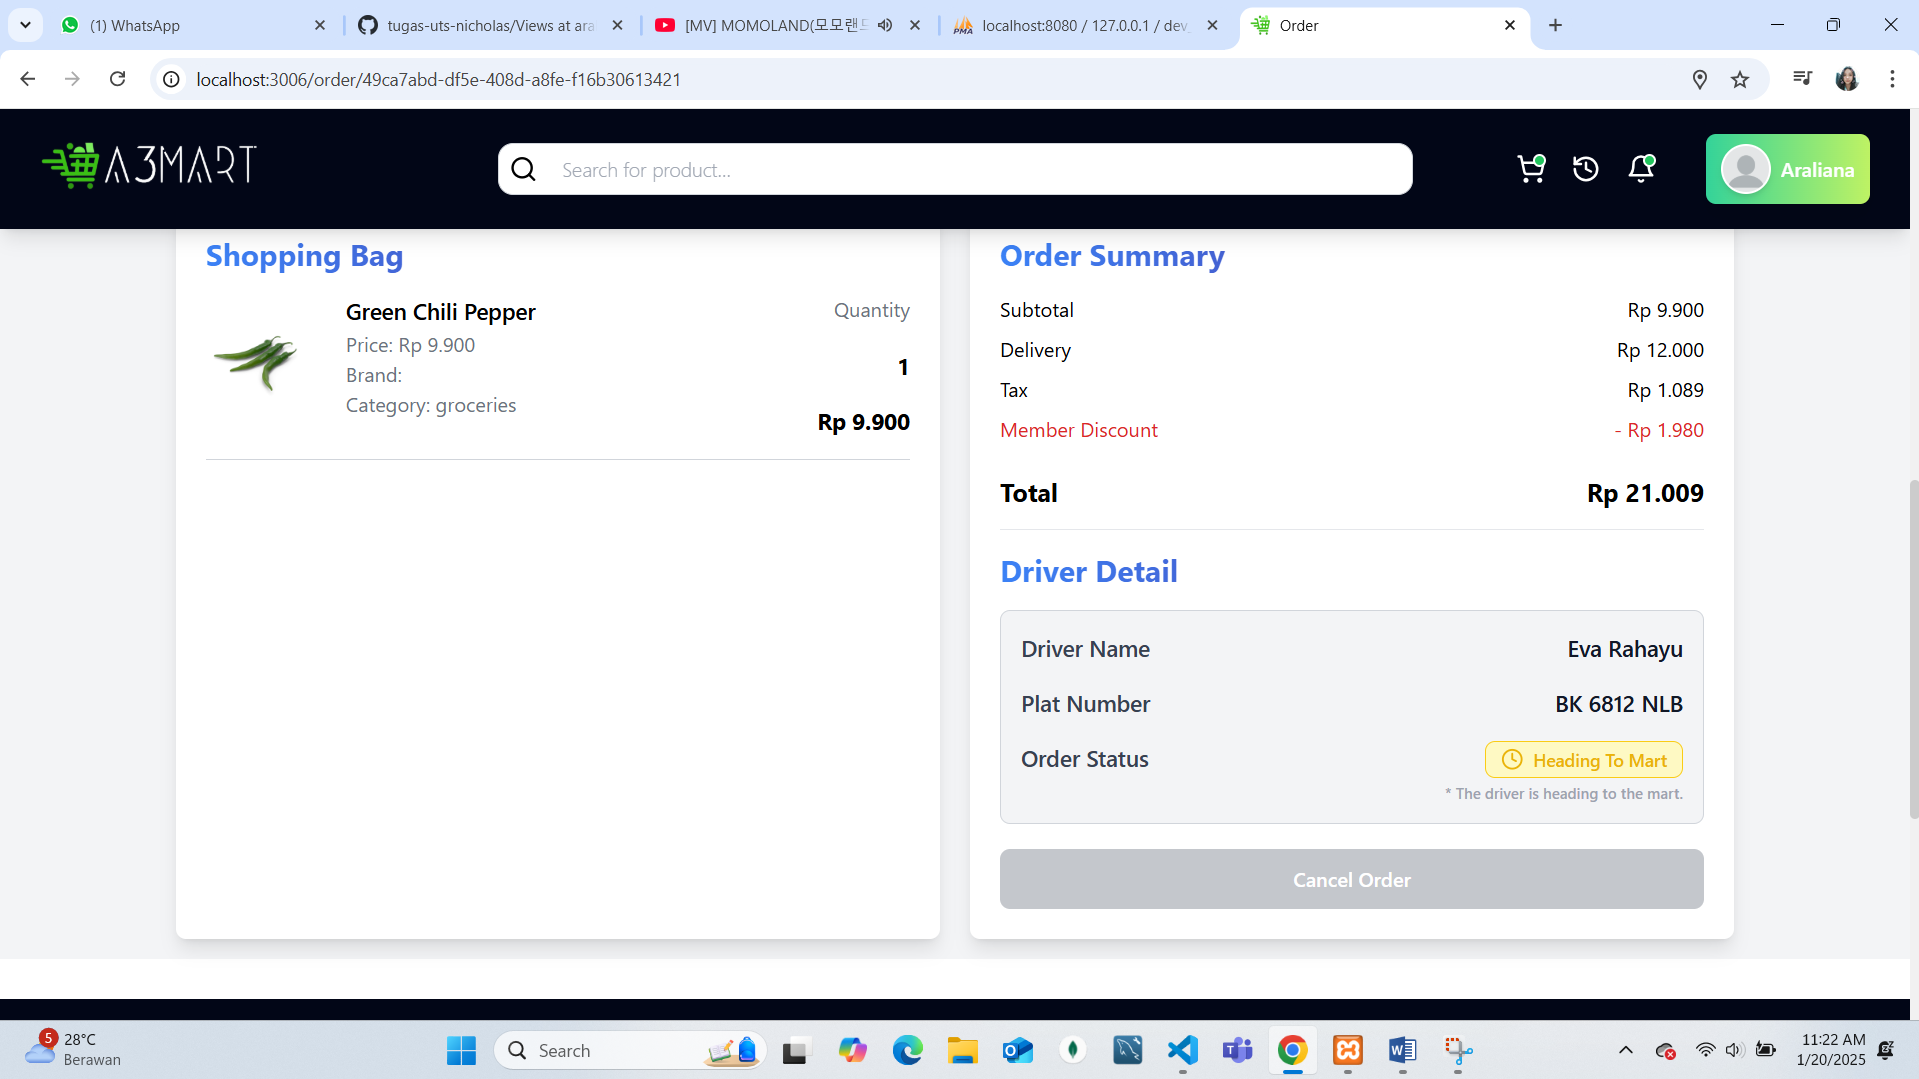 (1) WhatsApp
tugas-uts-nicholas/Views at ara
[MV] MOMOLAND(모모랜드
localhost:8080 / 127.0.0.1 / dev_
Order
localhost:3006/order/49ca7abd-df5e-408d-a8fe-f16b30613421
A3MART
Search for product...
Araliana
Shopping Bag
Green Chili Pepper
Quantity
Price: Rp 9.900
1
Brand:
Category: groceries
Rp 9.900
Order Summary
Subtotal Rp 9.900
Delivery Rp 12.000
Tax Rp 1.089
Member Discount - Rp 1.980
Total Rp 21.009
Driver Detail
Driver Name Eva Rahayu
Plat Number BK 6812 NLB
Order Status Heading To Mart
* The driver is heading to the mart.
Cancel Order
5
28°C
Berawan
Search
11:22 AM
1/20/2025